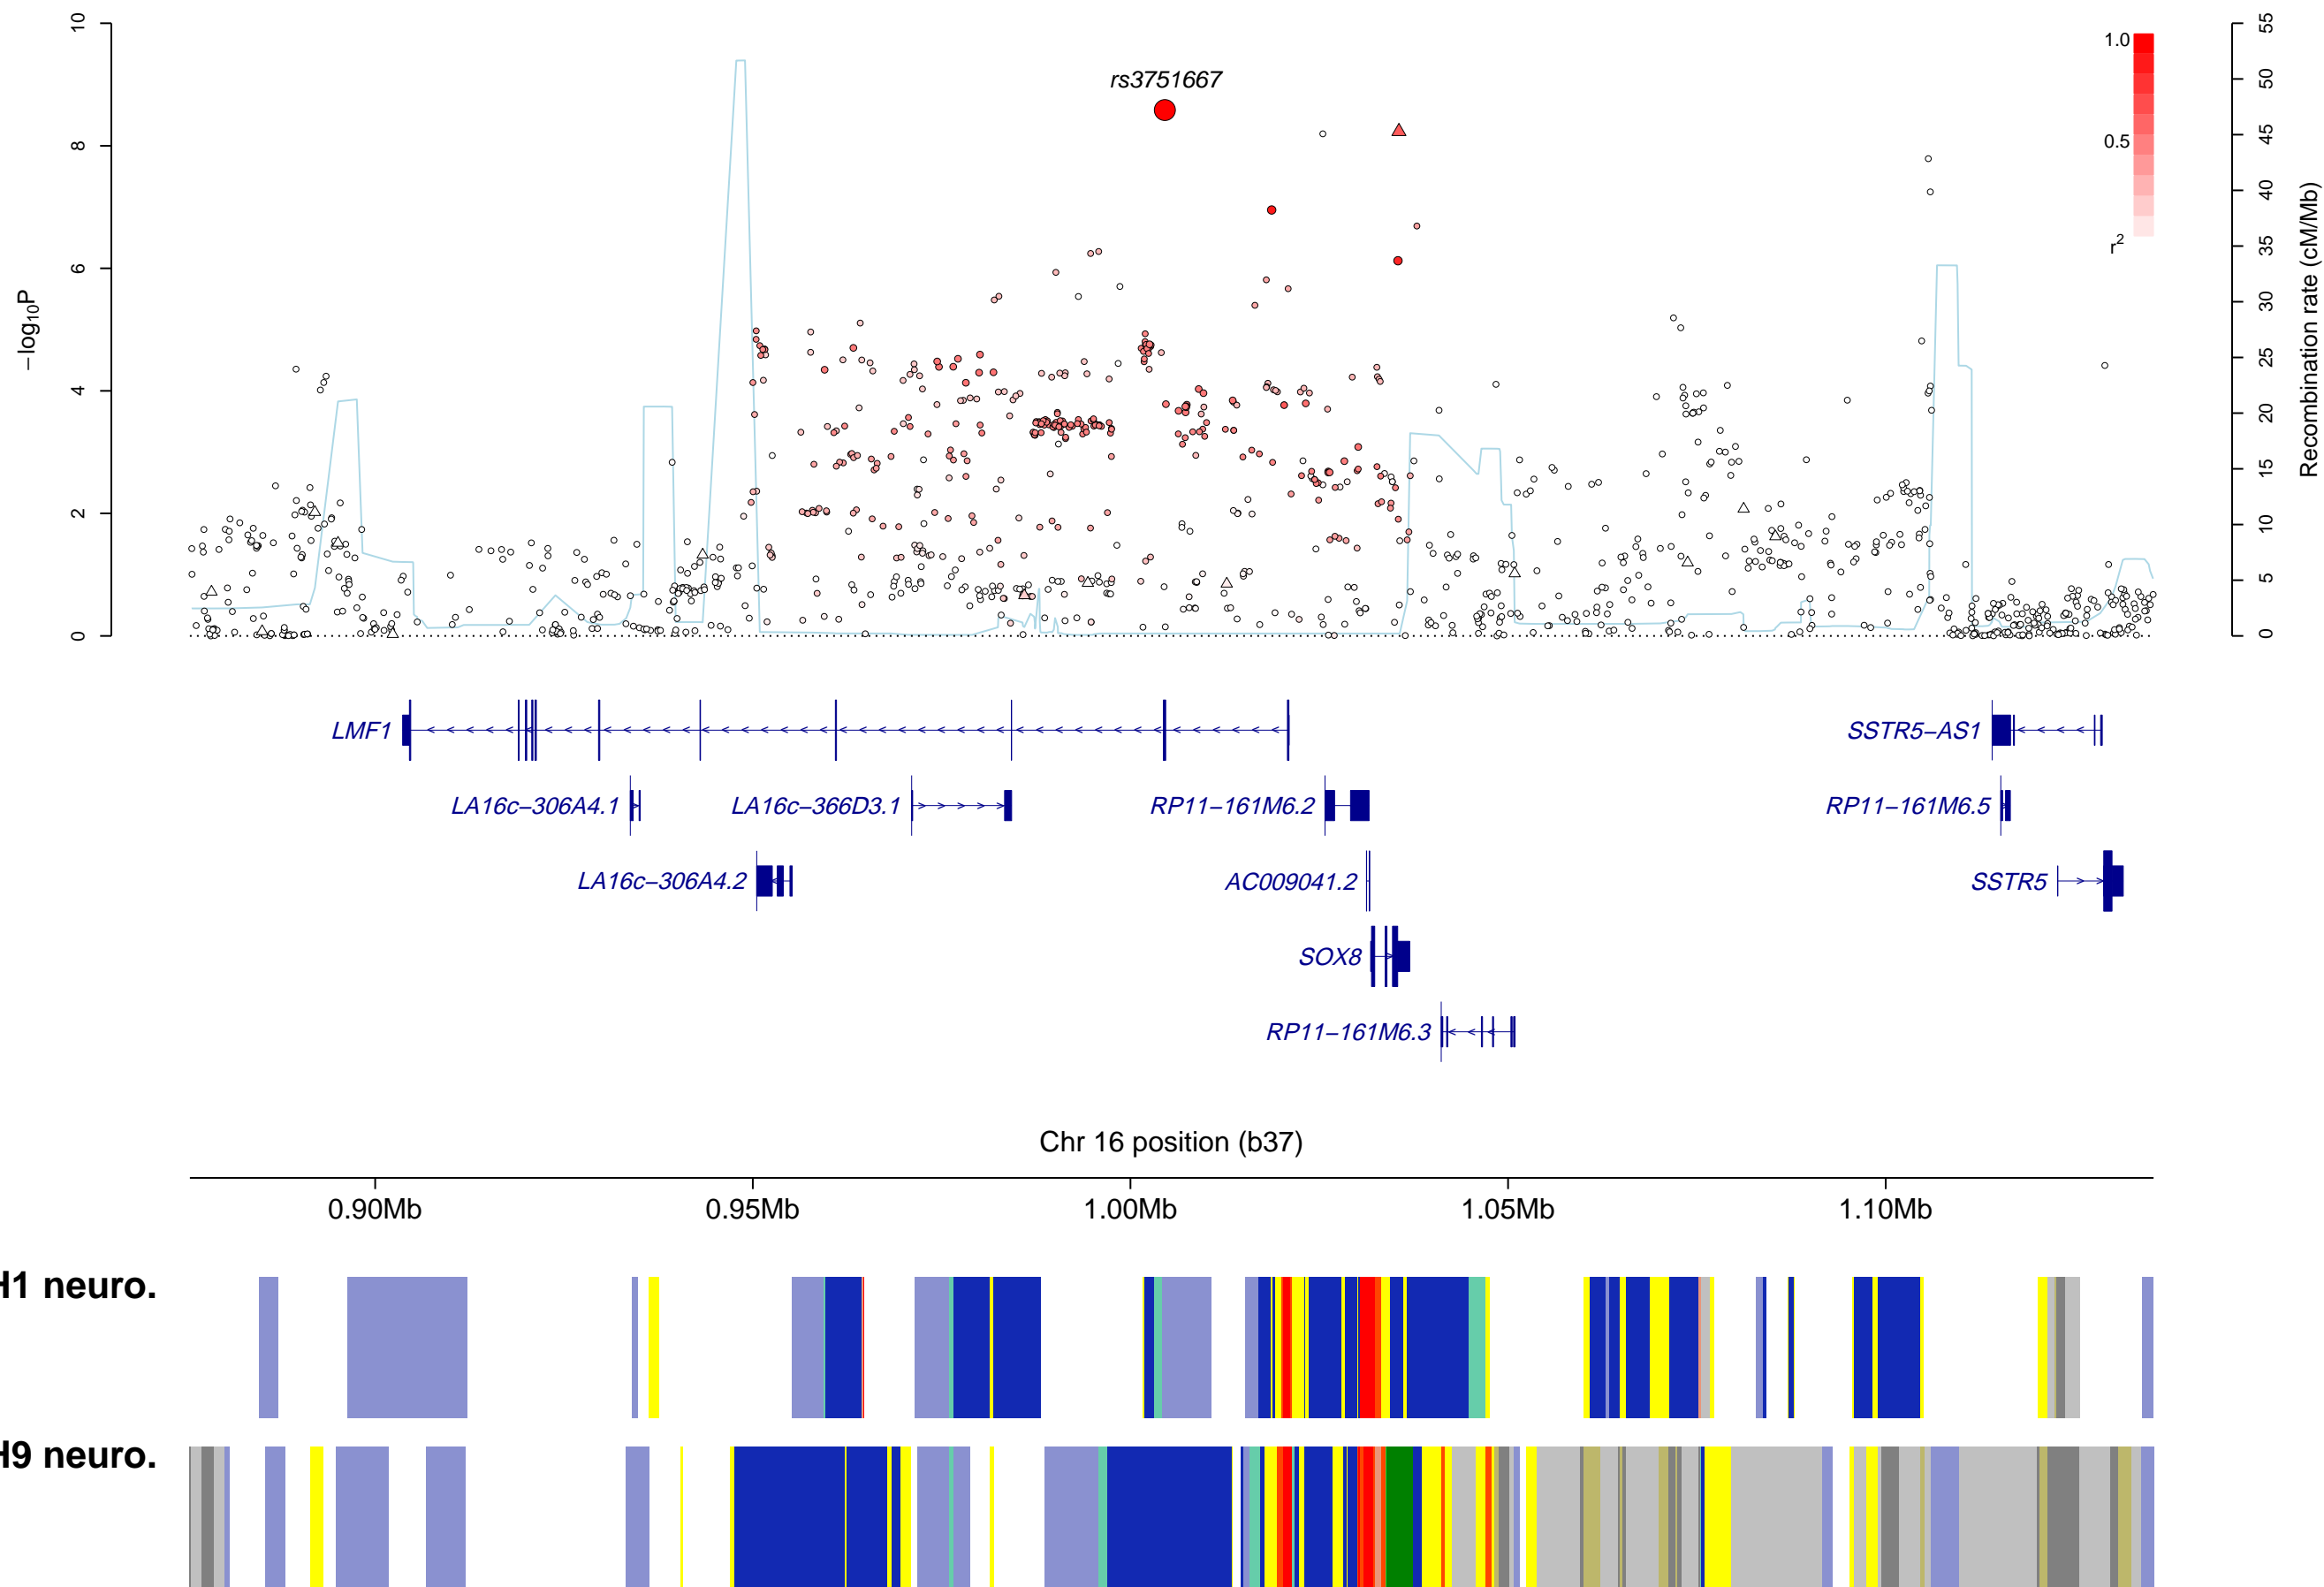 10
8
6
4
2
0
−log10P
55
50
45
40
35
30
25
20
15
10
5
0
Recombination rate (cM/Mb)
1.0
0.5
r2
rs3751667
LMF1
SSTR5−AS1
LA16c−306A4.1
LA16c−366D3.1
RP11−161M6.2
RP11−161M6.5
LA16c−306A4.2
AC009041.2
SSTR5
SOX8
RP11−161M6.3
Chr 16 position (b37)
0.90Mb 0.95Mb 1.00Mb 1.05Mb 1.10Mb
H1 neuro.
H9 neuro.